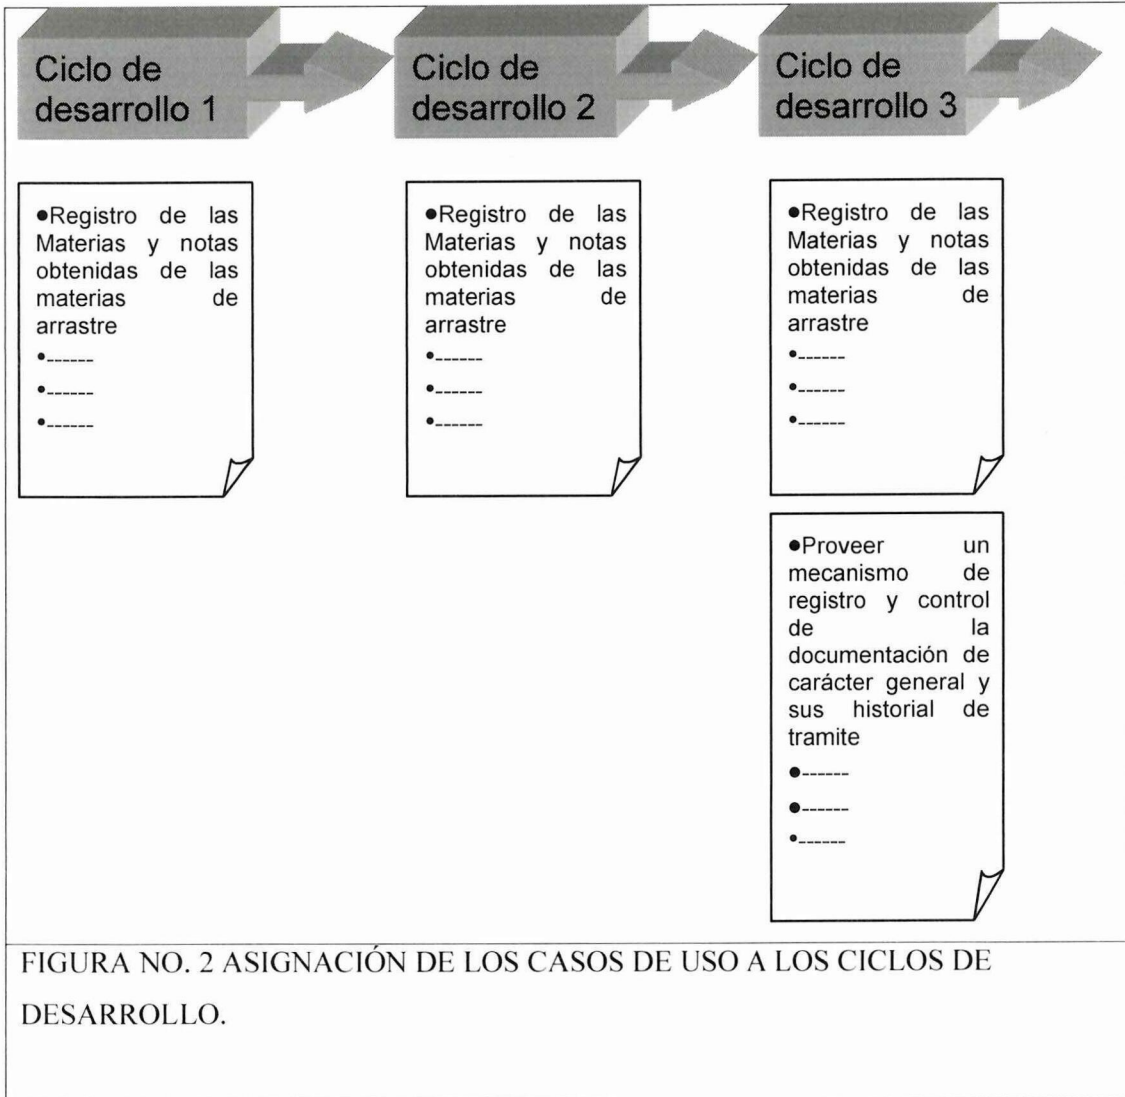 Ciclo de
desarrollo 1
Ciclo de
desarrollo 2
Ciclo de
desarrollo 3
●Registro de las
Materias y notas
obtenidas de las
materias de
arrastre
•------
•------
•------
●Registro de las
Materias y notas
obtenidas de las
materias de
arrastre
•------
•------
•------
●Registro de las
Materias y notas
obtenidas de las
materias de
arrastre
•------
•------
•------
●Proveer un
mecanismo de
registro y control
de la
documentación de
carácter general y
sus historial de
tramite
●------
●------
•------
FIGURA NO. 2 ASIGNACIÓN DE LOS CASOS DE USO A LOS CICLOS DE
DESARROLLO.